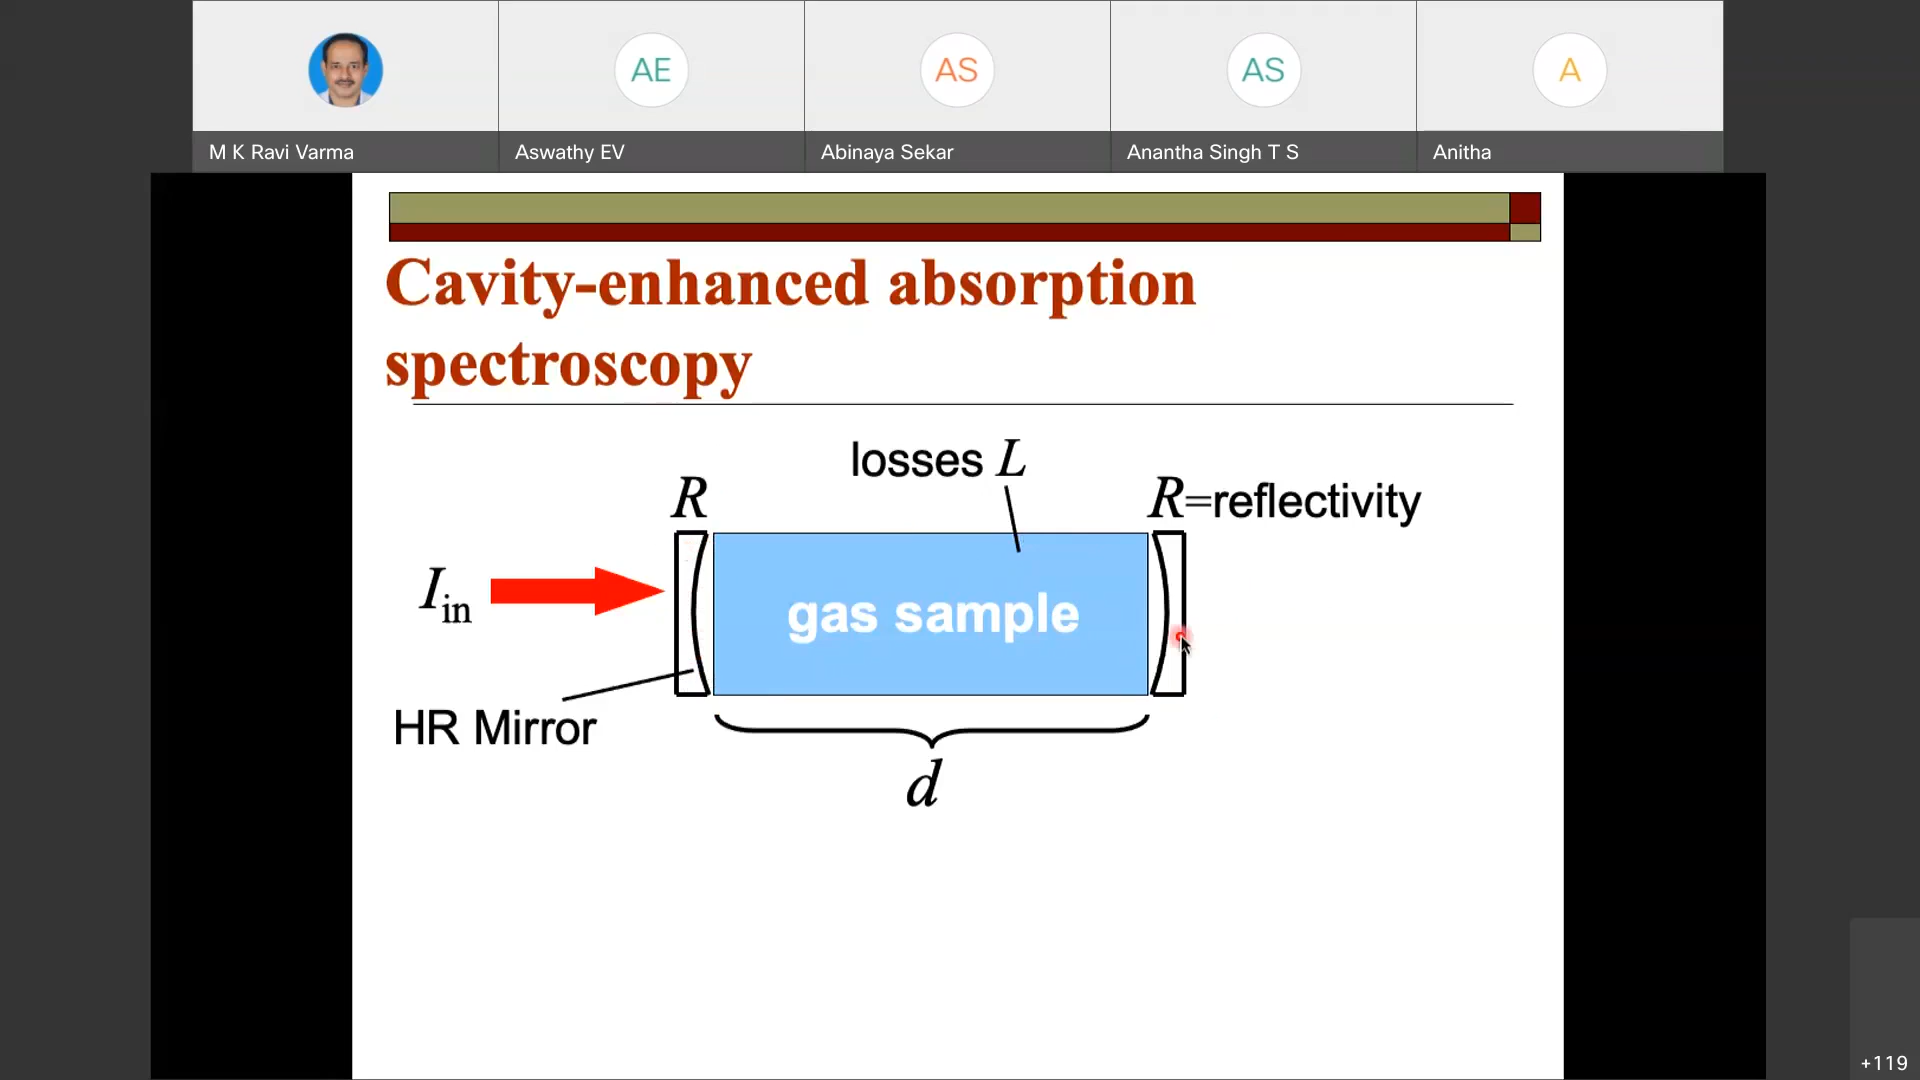 AE
AS
AS
A
M K Ravi Varma
Aswathy EV
Abinaya Sekar
Anantha Singh T S
Anitha
Cavity-enhanced absorption
spectroscopy
losses L
R
R=reflectivity
Iin
gas sample
HR Mirror
d
+119